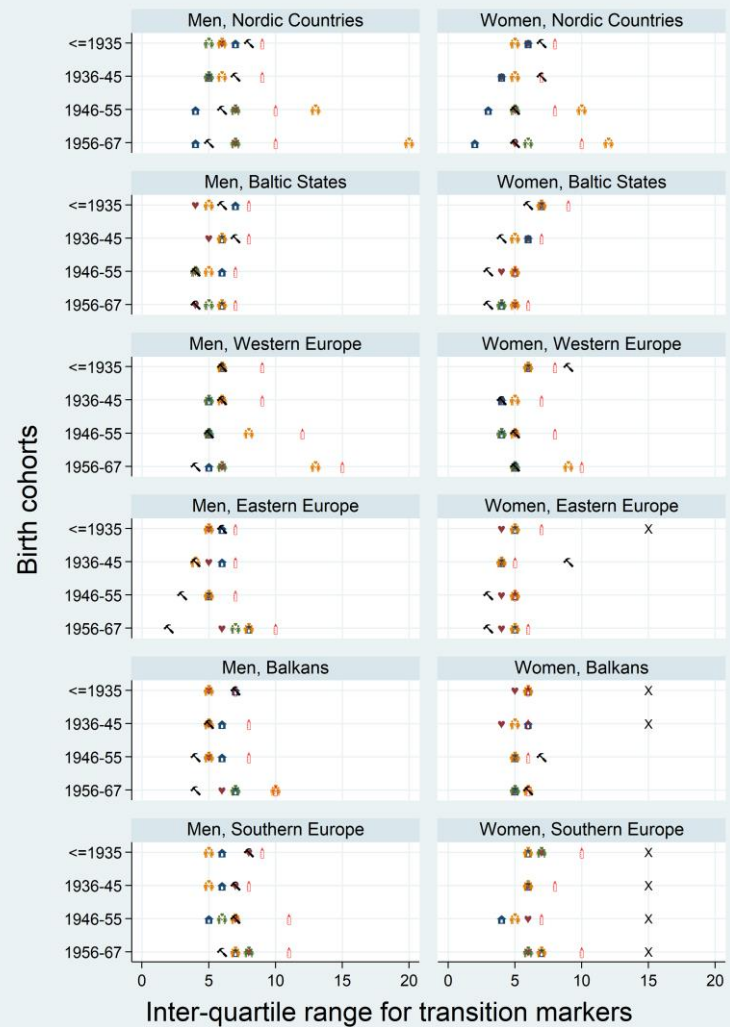 Men, Nordic Countries
Women, Nordic Countries
<=1935
1936-45
1946-55
1956-67
Men, Baltic States
Women, Baltic States
<=1935
1936-45
1946-55
1956-67
Men, Western Europe
Women, Western Europe
<=1935
1936-45
1946-55
1956-67
Birth cohorts
Men, Eastern Europe
Women, Eastern Europe
<=1935 X
1936-45
1946-55
1956-67
Men, Balkans
Women, Balkans
<=1935 X
1936-45 X
1946-55
1956-67
Men, Southern Europe
Women, Southern Europe
<=1935 X
1936-45 X
1946-55 X
1956-67 X
0 5 10 15 20 0 5 10 15 20
Inter-quartile range for transition markers